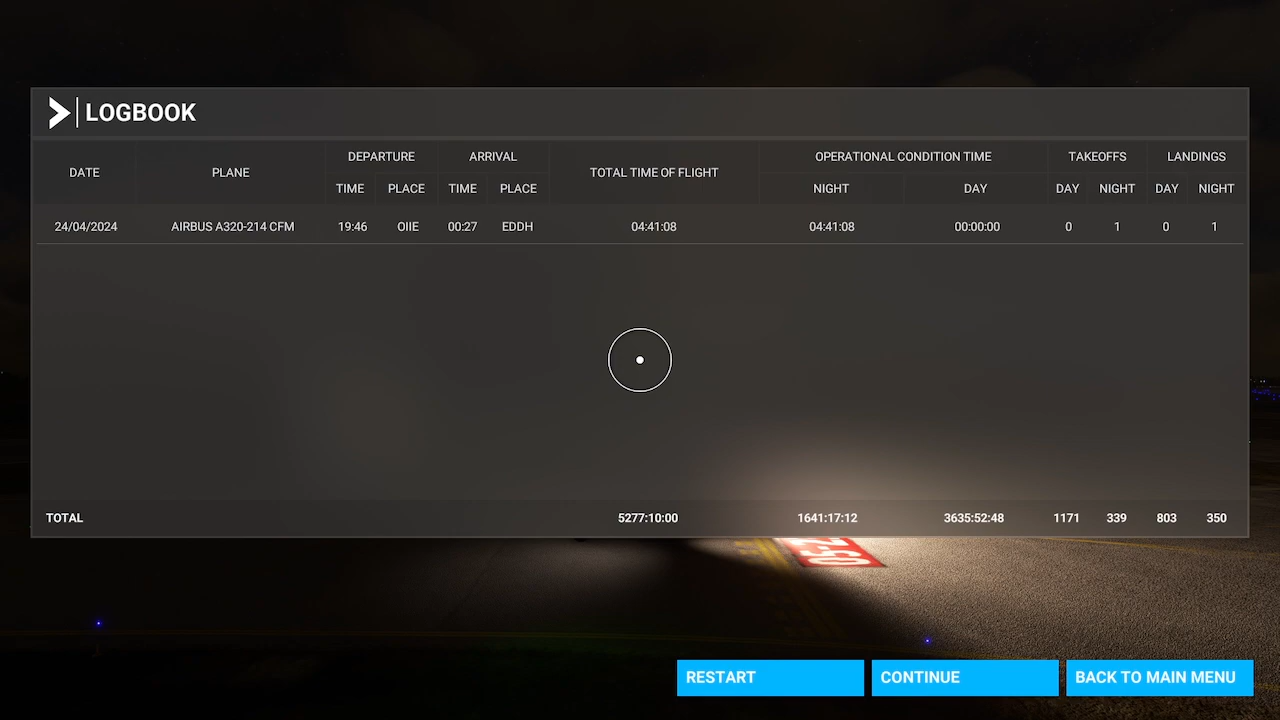 LOGBOOK
DEPARTURE ARRIVAL OPERATIONAL CONDITION TIME TAKEOFFS LANDINGS
DATE PLANE TOTAL TIME OF FLIGHT
TIME PLACE TIME PLACE NIGHT DAY DAY NIGHT DAY NIGHT
24/04/2024 AIRBUS A320-214 CFM 19:46 OIIE 00:27 EDDH 04:41:08 04:41:08 00:00:00 0 1 0 1
TOTAL 5277:10:00 1641:17:12 3635:52:48 1171 339 803 350
RESTART CONTINUE BACK TO MAIN MENU